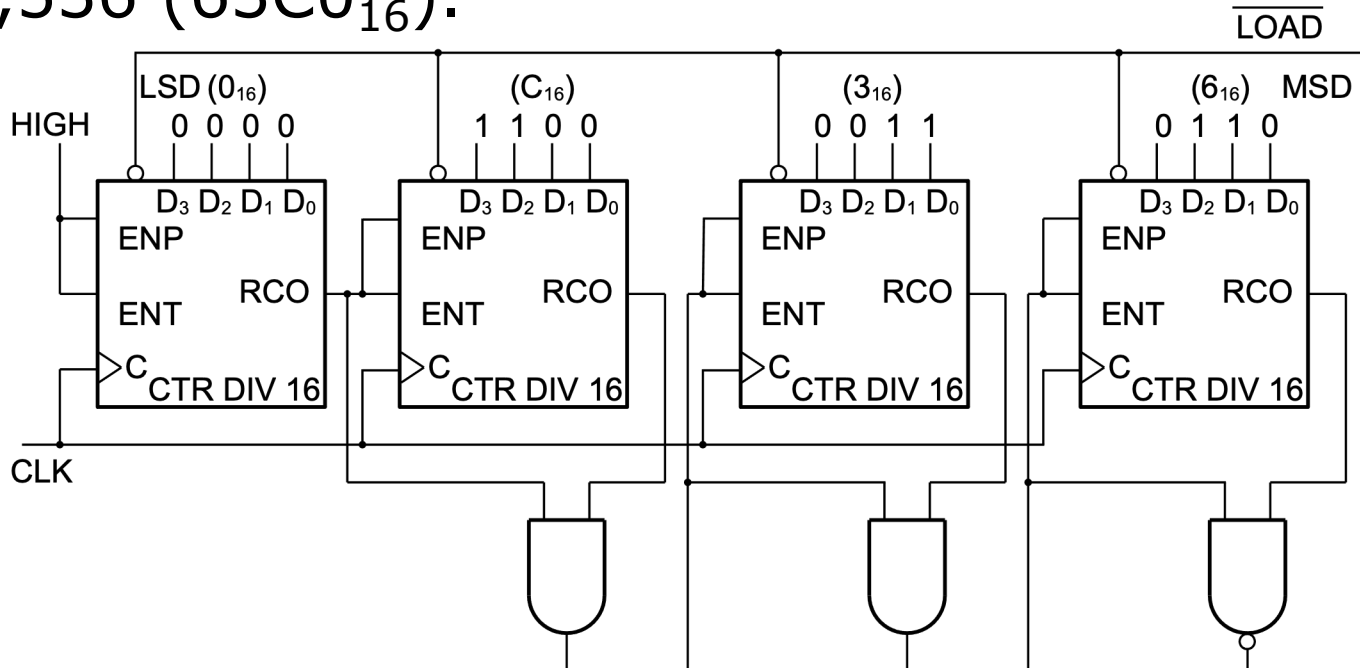 ,536 (63C0₁₆).
LOAD
LSD (0₁₆) (C₁₆) (3₁₆) (6₁₆) MSD
HIGH 0 0 0 0 1 1 0 0 0 0 1 1 0 1 1 0
D₃ D₂ D₁ D₀ D₃ D₂ D₁ D₀ D₃ D₂ D₁ D₀ D₃ D₂ D₁ D₀
ENP ENP ENP ENP
RCO RCO RCO RCO
ENT ENT ENT ENT
C C C C
CTR DIV 16 CTR DIV 16 CTR DIV 16 CTR DIV 16
CLK